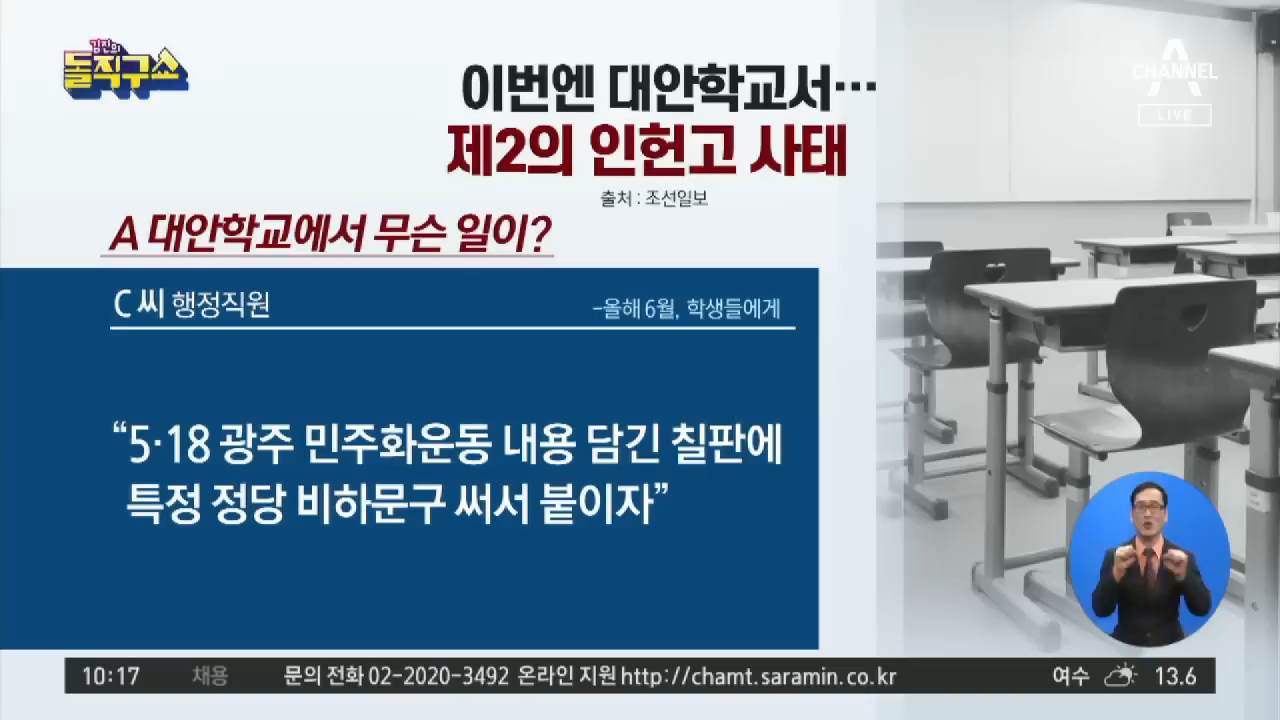 김진의
돌직구쇼
이번엔 대안학교서…
제2의 인헌고 사태
출처 : 조선일보
CHANNEL A
LIVE
A 대안학교에서 무슨 일이?
C 씨 행정직원
-올해 6월, 학생들에게
“5·18 광주 민주화운동 내용 담긴 칠판에
특정 정당 비하문구 써서 붙이자”
10:17 채용 문의 전화 02-2020-3492 온라인 지원 http://chamt.saramin.co.kr 여수 13.6